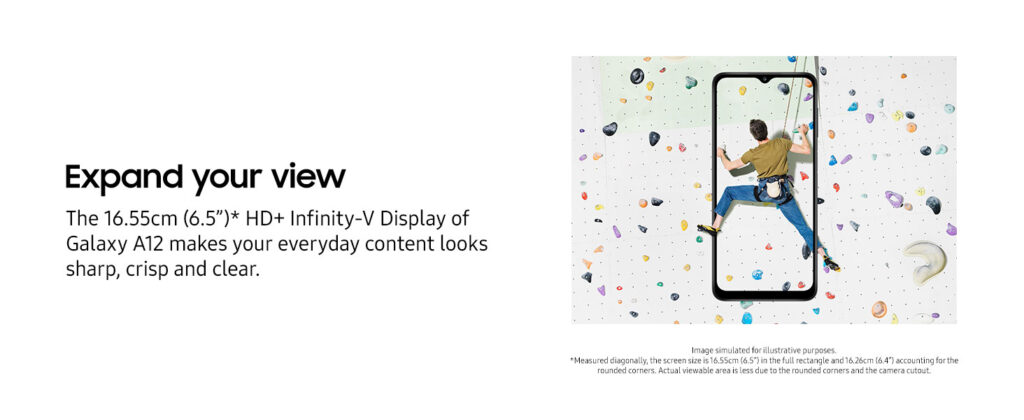 Expand your view
The 16.55cm (6.5”)* HD+ Infinity-V Display of
Galaxy A12 makes your everyday content looks
sharp, crisp and clear.
Image simulated for illustrative purposes.
*Measured diagonally, the screen size is 16.55cm (6.5") in the full rectangle and 16.26cm (6.4") accounting for the
rounded corners. Actual viewable area is less due to the rounded corners and the camera cutout.